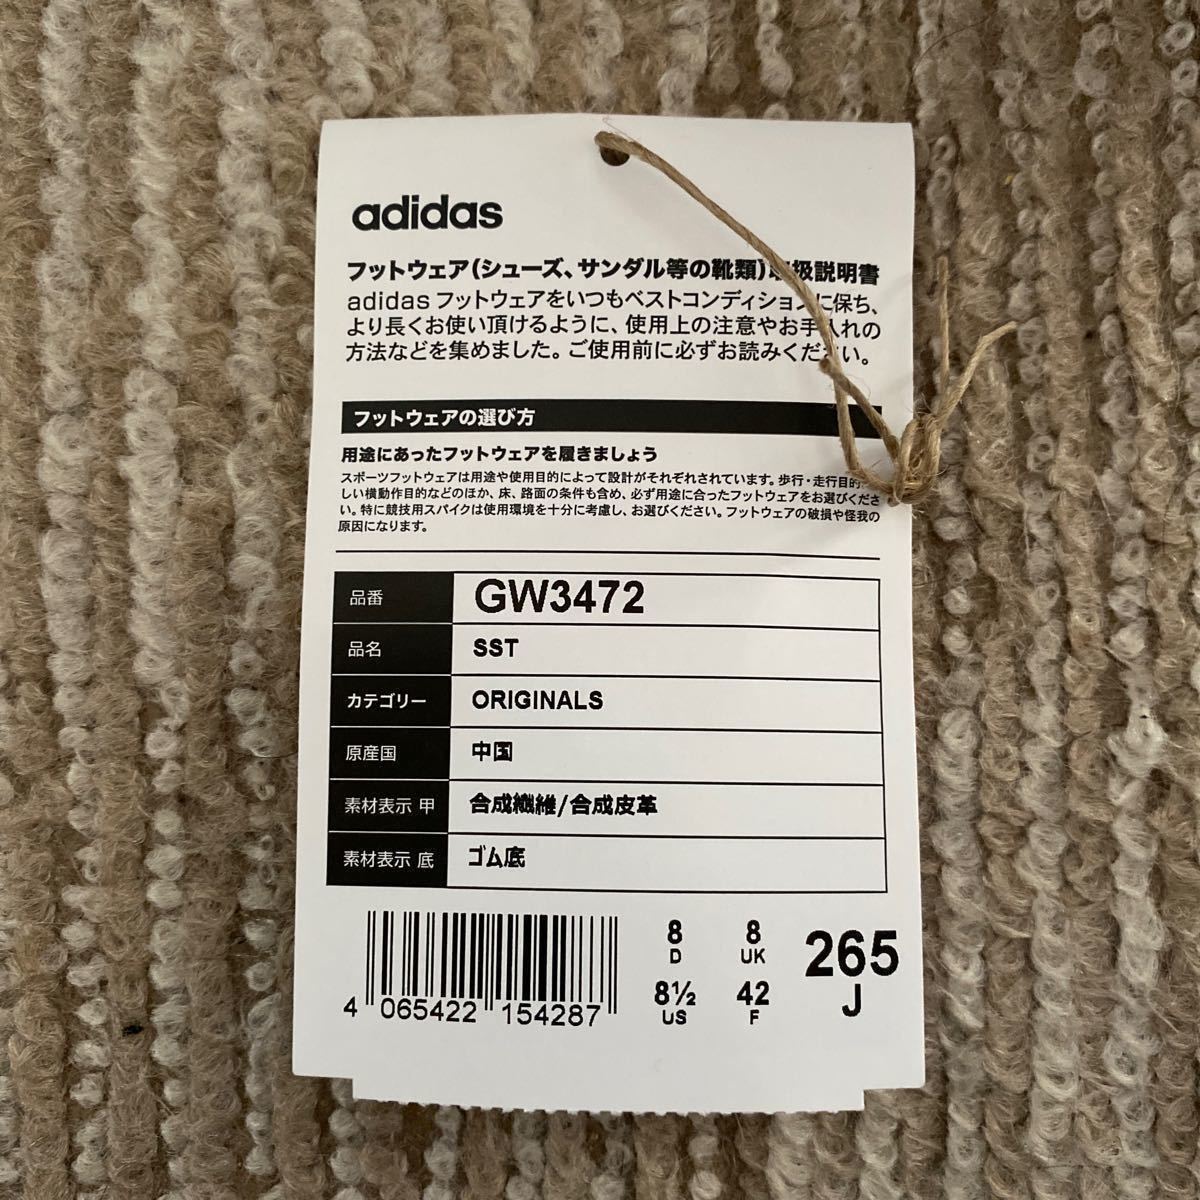 adidas
フットウェア(シューズ、サンダル等の靴類)取扱説明書
adidas フットウェアをいつもベストコンディションに保ち、
より長くお使い頂けるように、使用上の注意やお手入れの
方法などを集めました。ご使用前に必ずお読みください。
フットウェアの選び方
用途にあったフットウェアを履きましょう
スポーツフットウェアは用途や使用目的によって設計がそれぞれされています。歩行・走行目的
しい横動作目的などのほか、床、路面の条件も含め、必ず用途に合ったフットウェアをお選びくださ
い。特に競技用スパイクは使用環境を十分に考慮し、お選びください。フットウェアの破損や怪我の
原因になります。
品番 GW3472
品名 SST
カテゴリー ORIGINALS
原産国 中国
素材表示 甲 合成繊維/合成皮革
素材表示 底 ゴム底
4 065422 154287
8 D 8 UK
8½ US 42 F
265 J